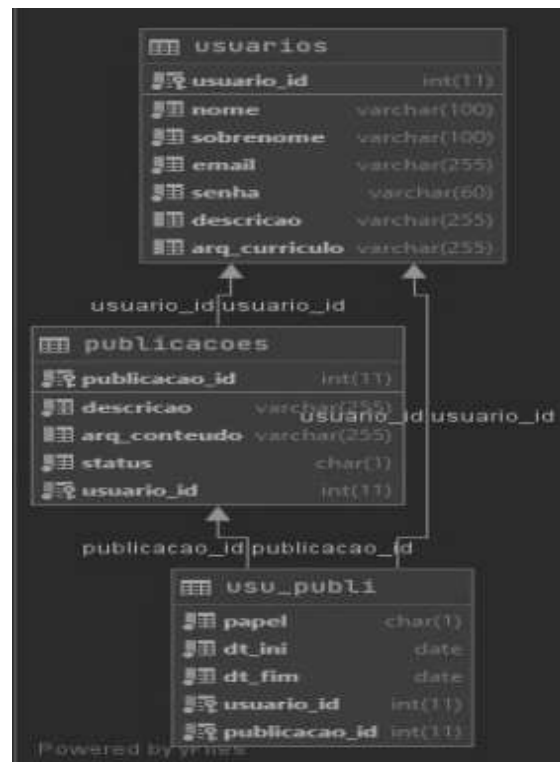 usuarios
usuario_id int(11)
nome varchar(100)
sobrenome varchar(100)
email varchar(255)
senha varchar(60)
descricao varchar(255)
arq_curriculo varchar(255)
usuario_id usuario_id
publicacoes
publicacao_id int(11)
descricao varchar(255)
arq_conteudo varchar(255)
usuario_id usuario_id
status char(1)
usuario_id int(11)
publicacao_id publicacao_id
usu_publi
papel char(1)
dt_ini date
dt_fim date
usuario_id int(11)
publicacao_id int(11)
Powered by yFiles